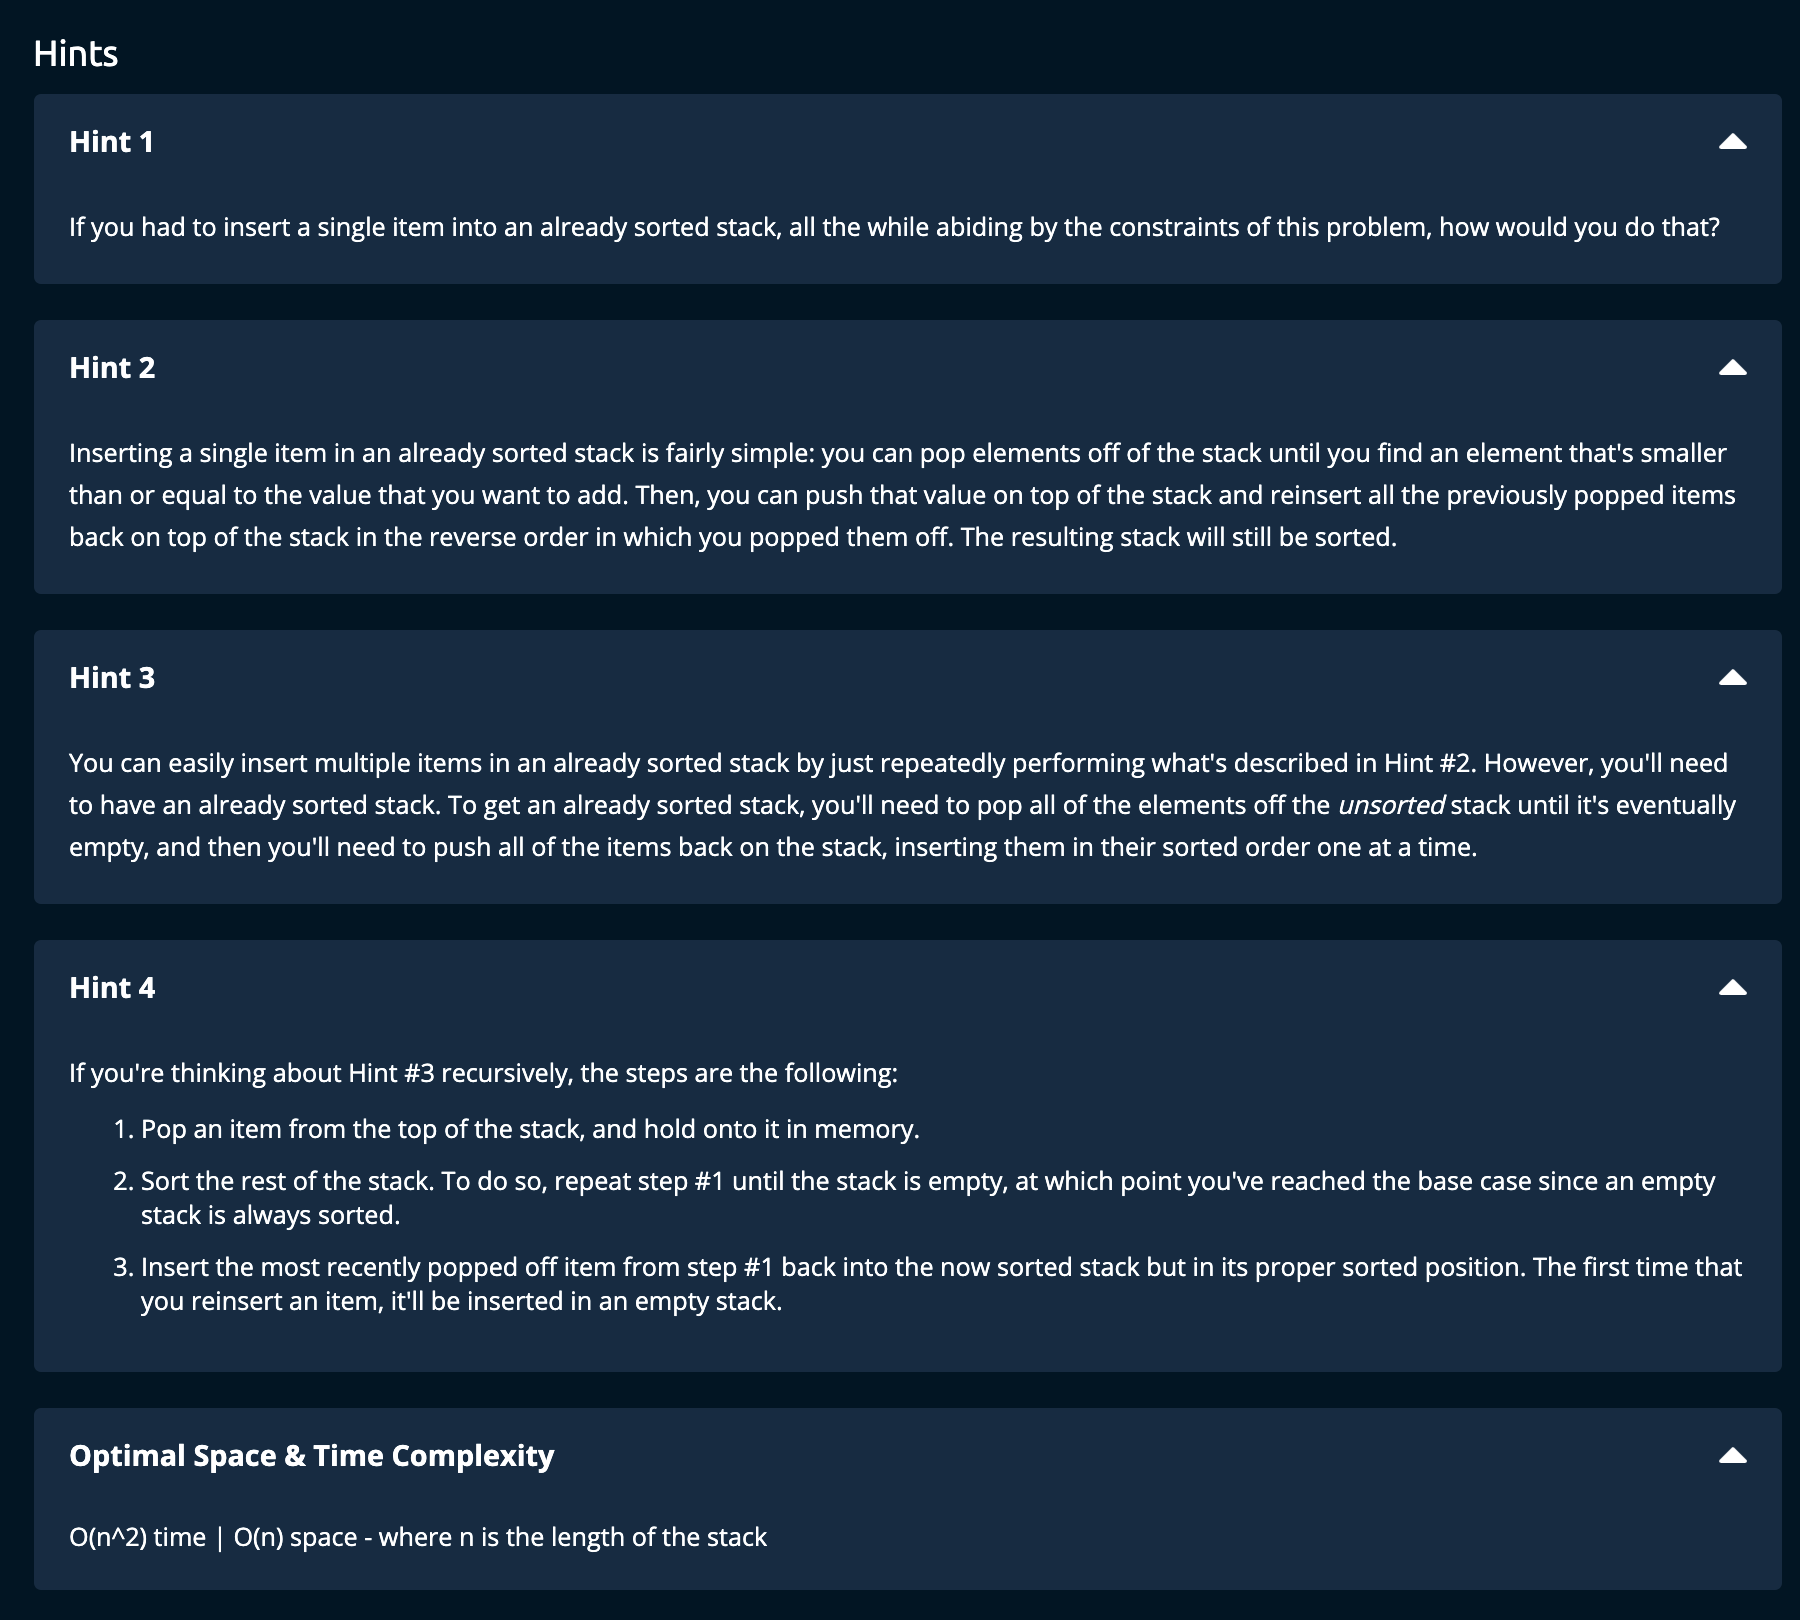 Hints
Hint 1
If you had to insert a single item into an already sorted stack, all the while abiding by the constraints of this problem, how would you do that?
Hint 2
Inserting a single item in an already sorted stack is fairly simple: you can pop elements off of the stack until you find an element that's smaller
than or equal to the value that you want to add. Then, you can push that value on top of the stack and reinsert all the previously popped items
back on top of the stack in the reverse order in which you popped them off. The resulting stack will still be sorted.
Hint 3
You can easily insert multiple items in an already sorted stack by just repeatedly performing what's described in Hint #2. However, you'll need
to have an already sorted stack. To get an already sorted stack, you'll need to pop all of the elements off the unsorted stack until it's eventually
empty, and then you'll need to push all of the items back on the stack, inserting them in their sorted order one at a time.
Hint 4
If you're thinking about Hint #3 recursively, the steps are the following:
1. Pop an item from the top of the stack, and hold onto it in memory.
2. Sort the rest of the stack. To do so, repeat step #1 until the stack is empty, at which point you've reached the base case since an empty
stack is always sorted.
3. Insert the most recently popped off item from step #1 back into the now sorted stack but in its proper sorted position. The first time that
you reinsert an item, it'll be inserted in an empty stack.
Optimal Space & Time Complexity
O(n^2) time | O(n) space - where n is the length of the stack